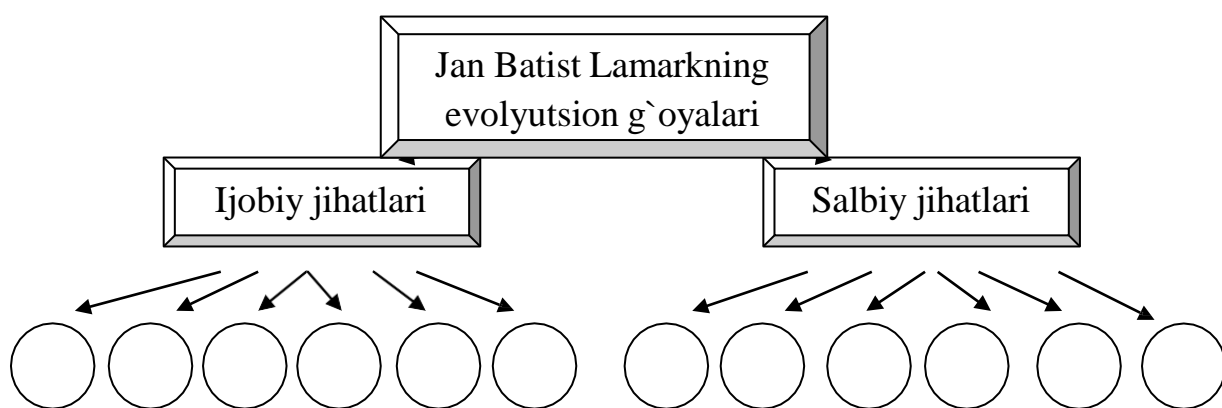 Jan Batist Lamarkning
evolyutsion g`oyalari
Ijobiy jihatlari
Salbiy jihatlari